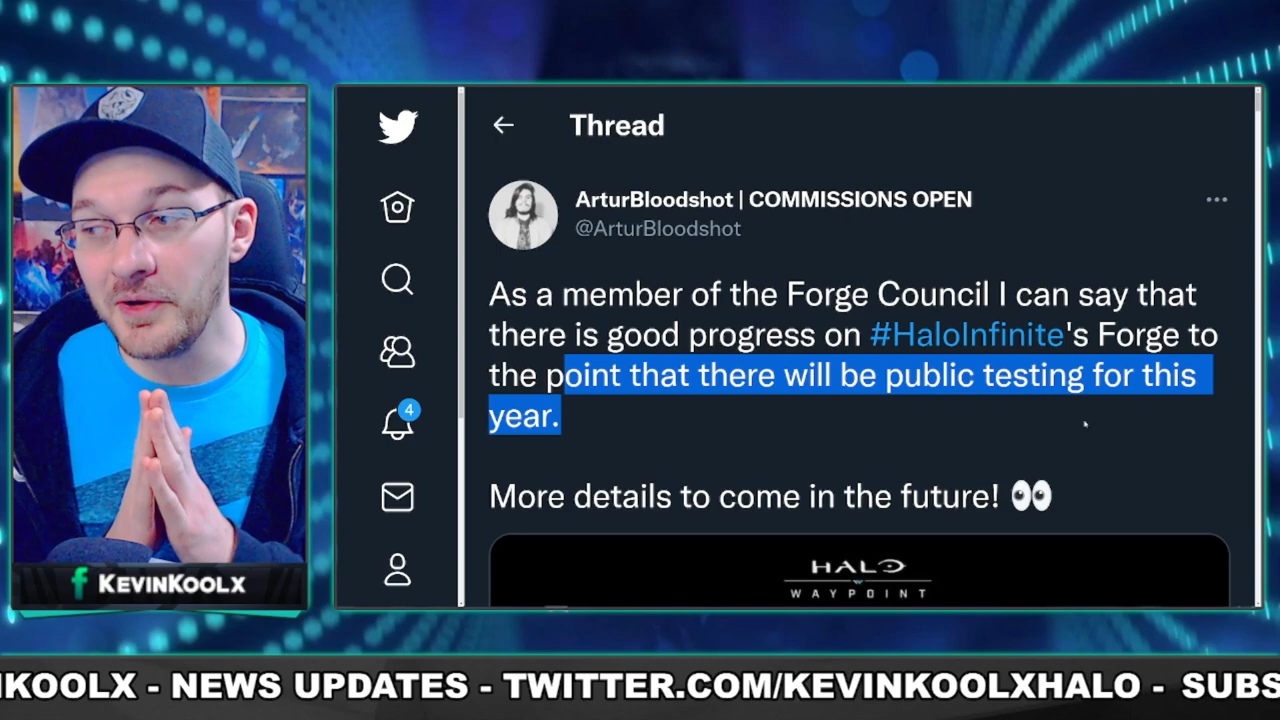 Thread
ArturBloodshot | COMMISSIONS OPEN
@ArturBloodshot
As a member of the Forge Council I can say that
there is good progress on #HaloInfinite's Forge to
the point that there will be public testing for this
year.
More details to come in the future! 👀
HALO
WAYPOINT
4
f KEVINKOOLX
NKOOLX - NEWS UPDATES - TWITTER.COM/KEVINKOOLXHALO - SUBS